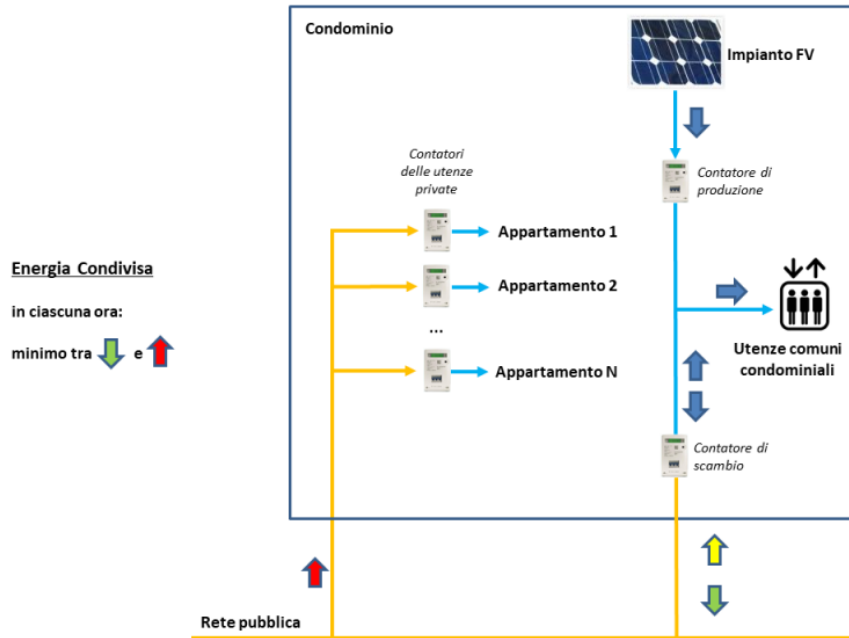 Condominio
Impianto FV
Contatori
delle utenze
private
Contatore di
produzione
Appartamento 1
Energia Condivisa
Appartamento 2
in ciascuna ora:
...
minimo tra e
Utenze comuni
condominiali
Appartamento N
Contatore di
scambio
Rete pubblica